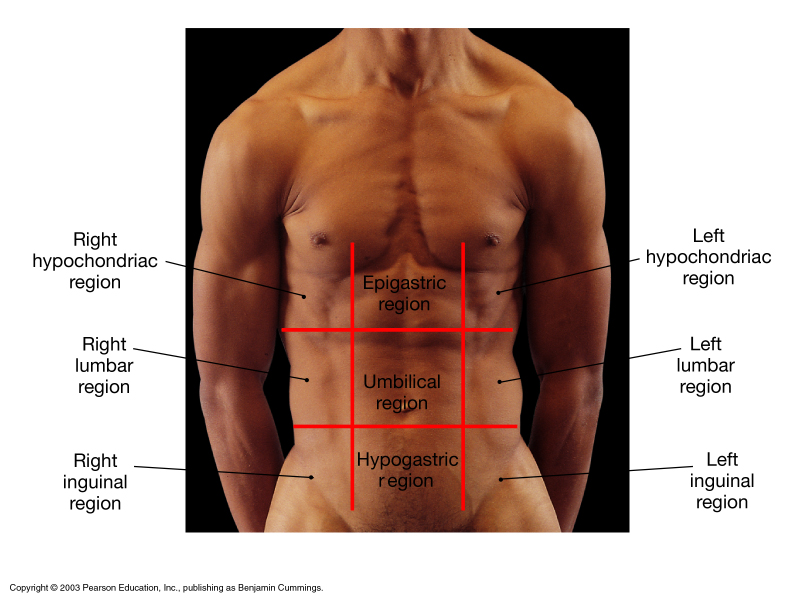 Right
hypochondriac
region
Epigastric
region
Left
hypochondriac
region
Right
lumbar
region
Umbilical
region
Left
lumbar
region
Right
inguinal
region
Hypogastric
region
Left
inguinal
region
Copyright © 2003 Pearson Education, Inc., publishing as Benjamin Cummings.